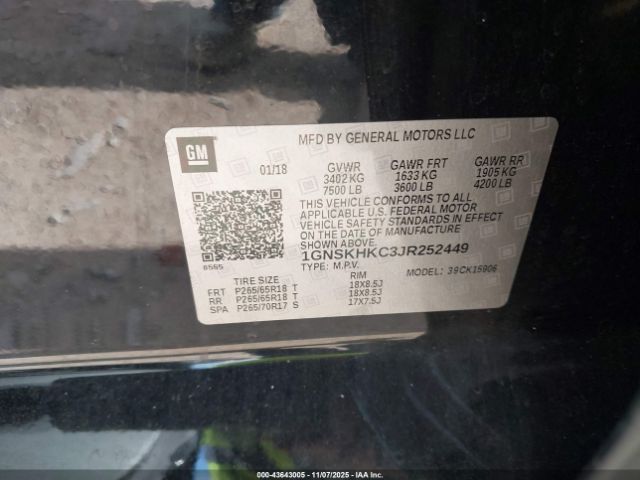 MFD BY GENERAL MOTORS LLC
GM
01/18
GVWR GAWR FRT GAWR RR
3402 KG 1633 KG 1905 KG
7500 LB 3600 LB 4200 LB
THIS VEHICLE CONFORMS TO ALL
APPLICABLE U.S. FEDERAL MOTOR
VEHICLE SAFETY STANDARDS IN EFFECT
ON THE DATE OF MANUFACTURE SHOWN ABOVE.
1GNSKHKC3JR252449
TYPE: M.P.V. MODEL: 39CK15906
6565
TIRE SIZE RIM
FRT P265/65R18 T 18X8.5J
RR P265/65R18 T 18X8.5J
SPA P265/70R17 S 17X7.5J
000-43643005 - 11/07/2025 - IAAI, Inc.